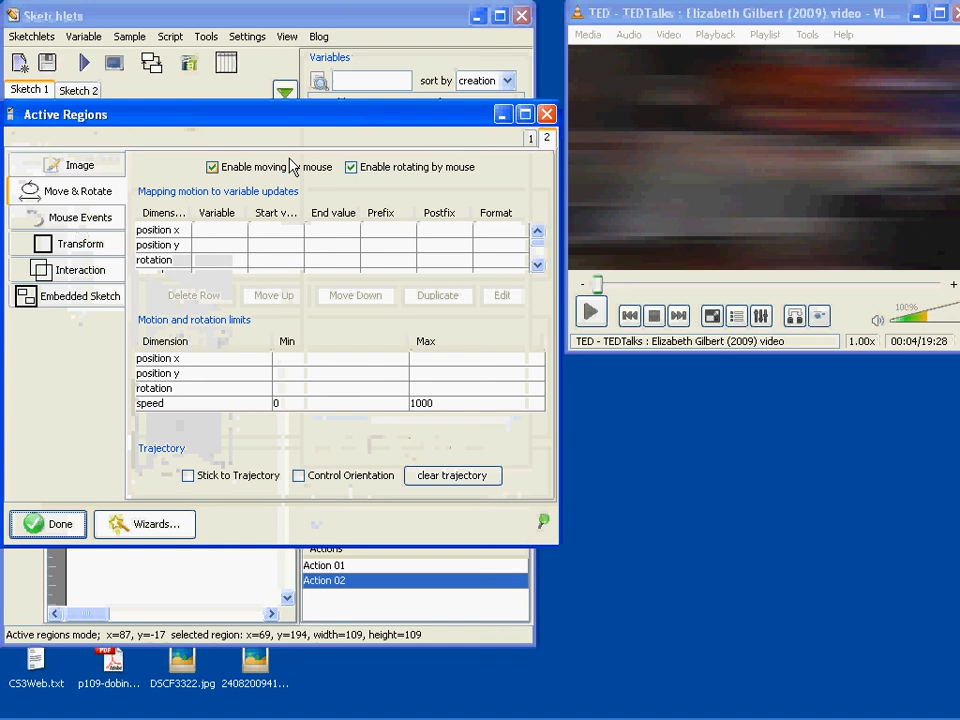 Sketchlets
Sketchlets Variable Sample Script Tools Settings View Blog
Variables
sort by creation
Sketch 1 Sketch 2
Active Regions
1 2
Image
Move & Rotate
Mouse Events
Transform
Interaction
Embedded Sketch
Enable moving by mouse Enable rotating by mouse
Mapping motion to variable updates
Dimens... Variable Start v... End value Prefix Postfix Format
position x
position y
rotation
Delete Row Move Up Move Down Duplicate Edit
Motion and rotation limits
Dimension Min Max
position x
position y
rotation
speed 0 1000
Trajectory
Stick to Trajectory Control Orientation clear trajectory
Done Wizards...
Actions
Action 01
Action 02
Active regions mode; x=87, y=-17 selected region: x=69, y=194, width=109, height=109
CS3Web.txt p109-dobin... DSCF3322.jpg 2408200941...
TED - TEDTalks : Elizabeth Gilbert (2009) video - VL
Media Audio Video Playback Playlist Tools Help
- +
100%
TED - TEDTalks : Elizabeth Gilbert (2009) video 1.00x 00:04/19:28